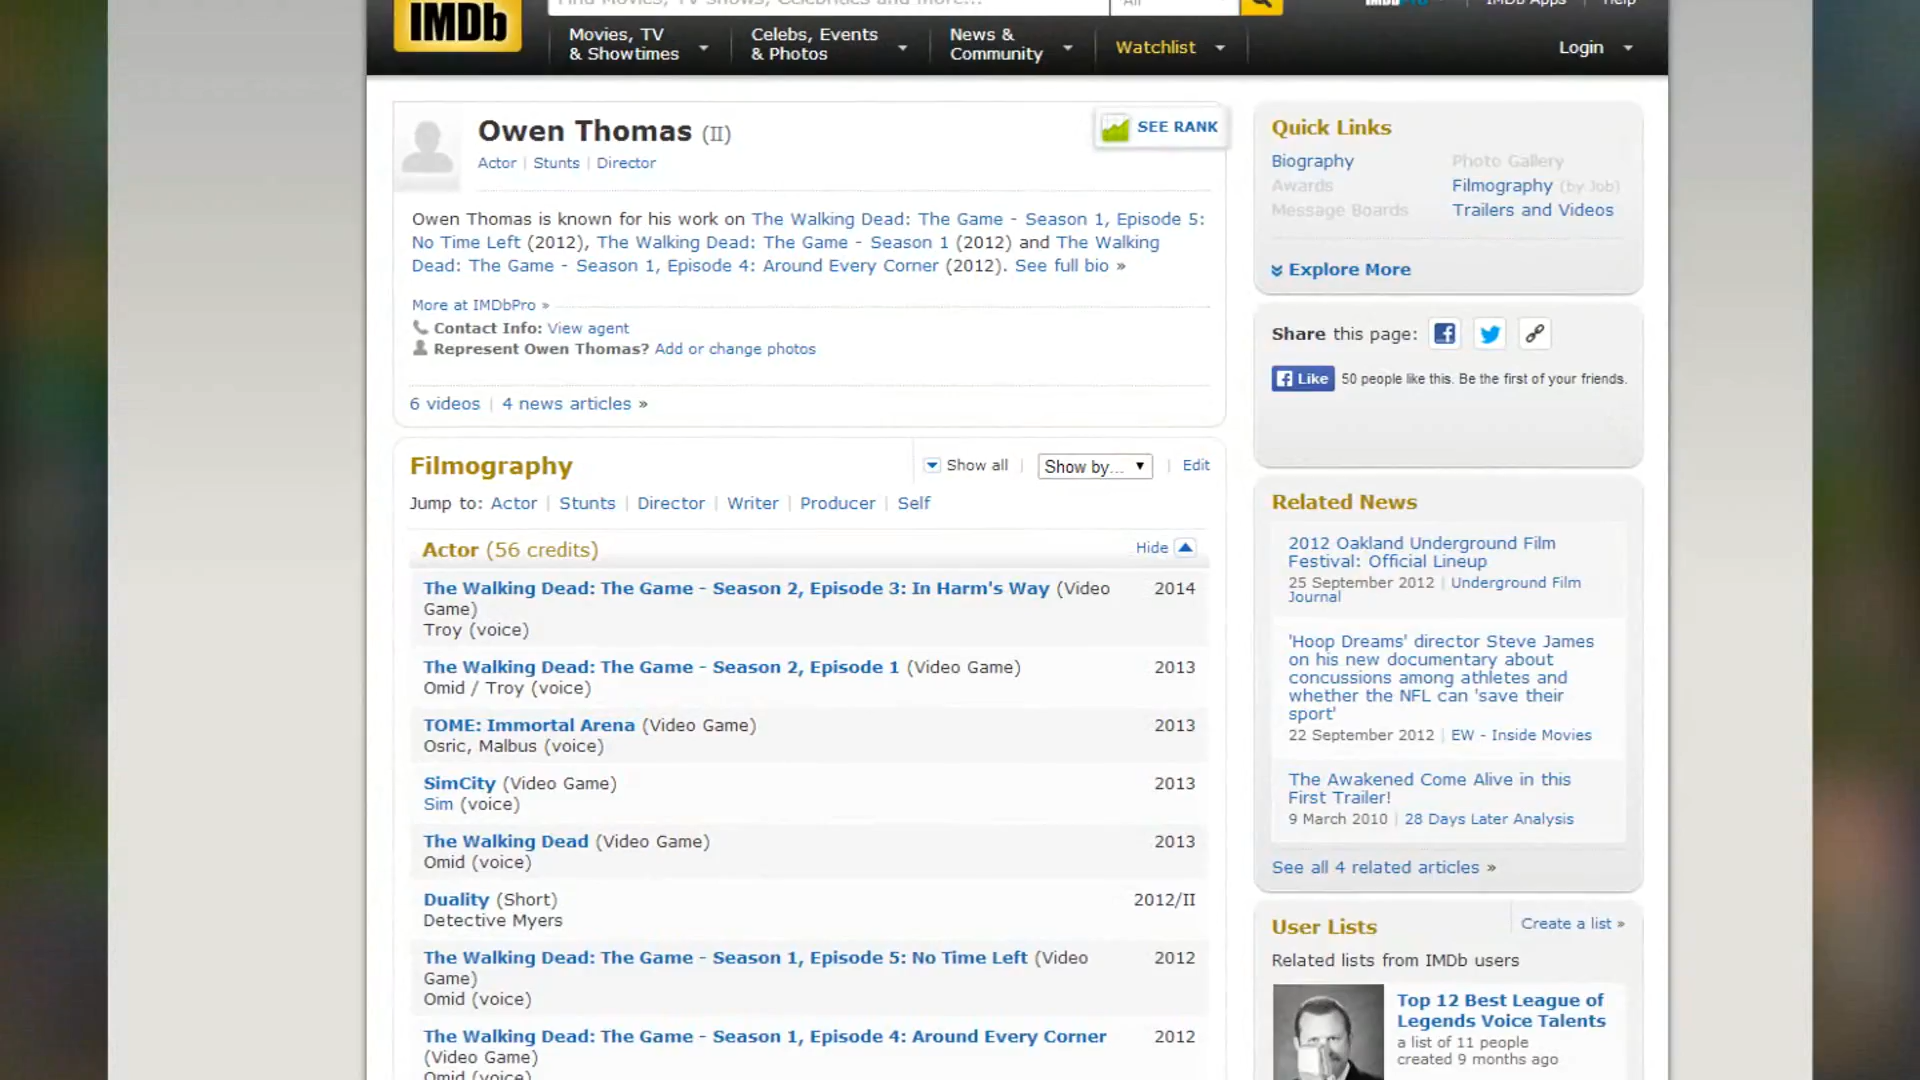 Find Movies, TV shows, Celebrities and more...
All
IMDbPro
IMDb Apps
Help
IMDb
Movies, TV
& Showtimes
Celebs, Events
& Photos
News &
Community
Watchlist
Login
Owen Thomas (II)
SEE RANK
Actor | Stunts | Director
Owen Thomas is known for his work on The Walking Dead: The Game - Season 1, Episode 5:
No Time Left (2012), The Walking Dead: The Game - Season 1 (2012) and The Walking
Dead: The Game - Season 1, Episode 4: Around Every Corner (2012). See full bio »
More at IMDbPro »
Contact Info: View agent
Represent Owen Thomas? Add or change photos
6 videos | 4 news articles »
Filmography
Show all | Show by... | Edit
Jump to: Actor | Stunts | Director | Writer | Producer | Self
Actor (56 credits)
Hide
The Walking Dead: The Game - Season 2, Episode 3: In Harm's Way (Video 2014
Game)
Troy (voice)
The Walking Dead: The Game - Season 2, Episode 1 (Video Game) 2013
Omid / Troy (voice)
TOME: Immortal Arena (Video Game) 2013
Osric, Malbus (voice)
SimCity (Video Game) 2013
Sim (voice)
The Walking Dead (Video Game) 2013
Omid (voice)
Duality (Short) 2012/II
Detective Myers
The Walking Dead: The Game - Season 1, Episode 5: No Time Left (Video 2012
Game)
Omid (voice)
The Walking Dead: The Game - Season 1, Episode 4: Around Every Corner 2012
(Video Game)
Omid (voice)
Quick Links
Biography Photo Gallery
Awards Filmography (by Job)
Message Boards Trailers and Videos
Explore More
Share this page:
Like 50 people like this. Be the first of your friends.
Related News
2012 Oakland Underground Film
Festival: Official Lineup
25 September 2012 | Underground Film
Journal
'Hoop Dreams' director Steve James
on his new documentary about
concussions among athletes and
whether the NFL can 'save their
sport'
22 September 2012 | EW - Inside Movies
The Awakened Come Alive in this
First Trailer!
9 March 2010 | 28 Days Later Analysis
See all 4 related articles »
User Lists
Create a list »
Related lists from IMDb users
Top 12 Best League of
Legends Voice Talents
a list of 11 people
created 9 months ago